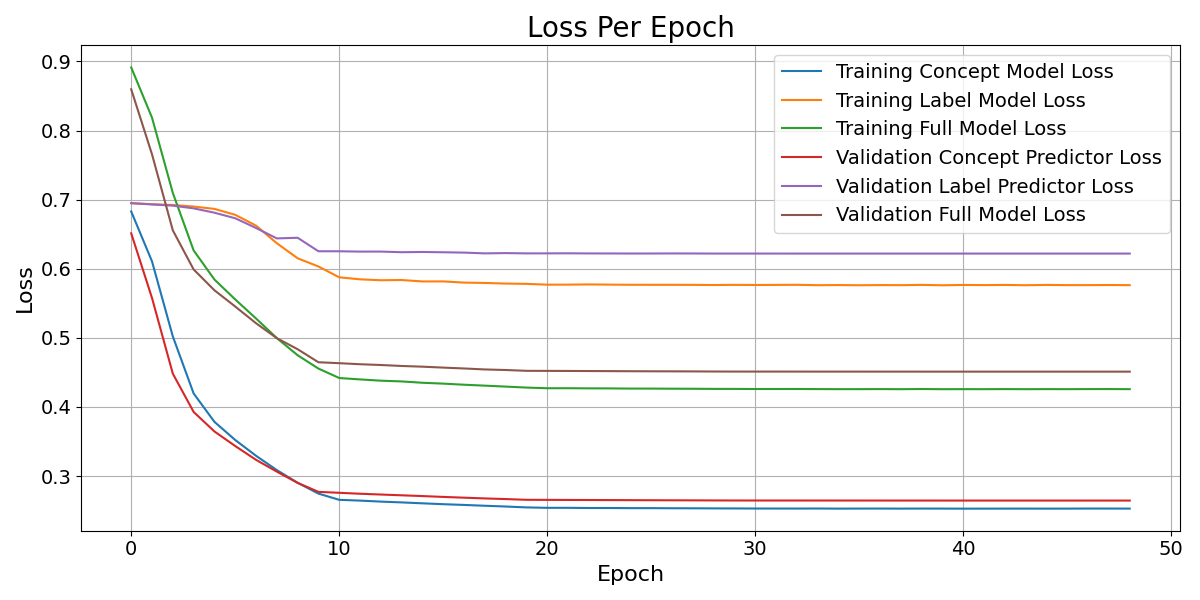 Loss Per Epoch
Training Concept Model Loss
Training Label Model Loss
Training Full Model Loss
Validation Concept Predictor Loss
Validation Label Predictor Loss
Validation Full Model Loss
0.9
0.8
0.7
0.6
0.5
0.4
0.3
Loss
0 10 20 30 40 50
Epoch